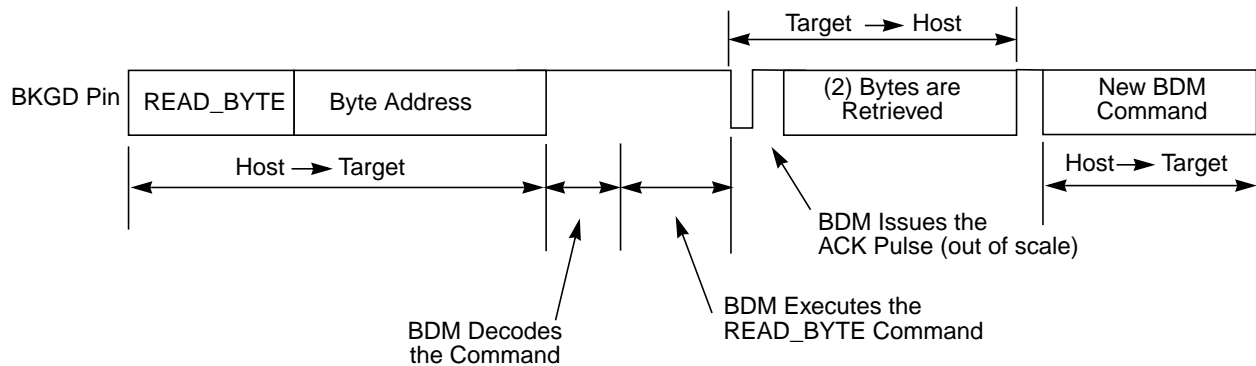 Target → Host
BKGD Pin
READ_BYTE
Byte Address
(2) Bytes are
Retrieved
New BDM
Command
Host → Target
Host → Target
BDM Issues the
ACK Pulse (out of scale)
BDM Decodes
the Command
BDM Executes the
READ_BYTE Command